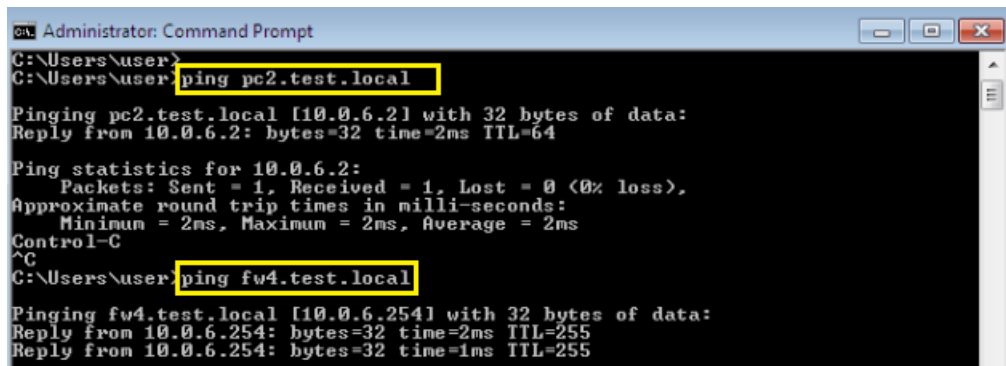 Administrator: Command Prompt
C:\Users\user>
C:\Users\user>ping pc2.test.local
Pinging pc2.test.local [10.0.6.2] with 32 bytes of data:
Reply from 10.0.6.2: bytes=32 time=2ms TTL=64
Ping statistics for 10.0.6.2:
Packets: Sent = 1, Received = 1, Lost = 0 (0% loss),
Approximate round trip times in milli-seconds:
Minimum = 2ms, Maximum = 2ms, Average = 2ms
Control-C
^C
C:\Users\user>ping fw4.test.local
Pinging fw4.test.local [10.0.6.254] with 32 bytes of data:
Reply from 10.0.6.254: bytes=32 time=2ms TTL=255
Reply from 10.0.6.254: bytes=32 time=1ms TTL=255